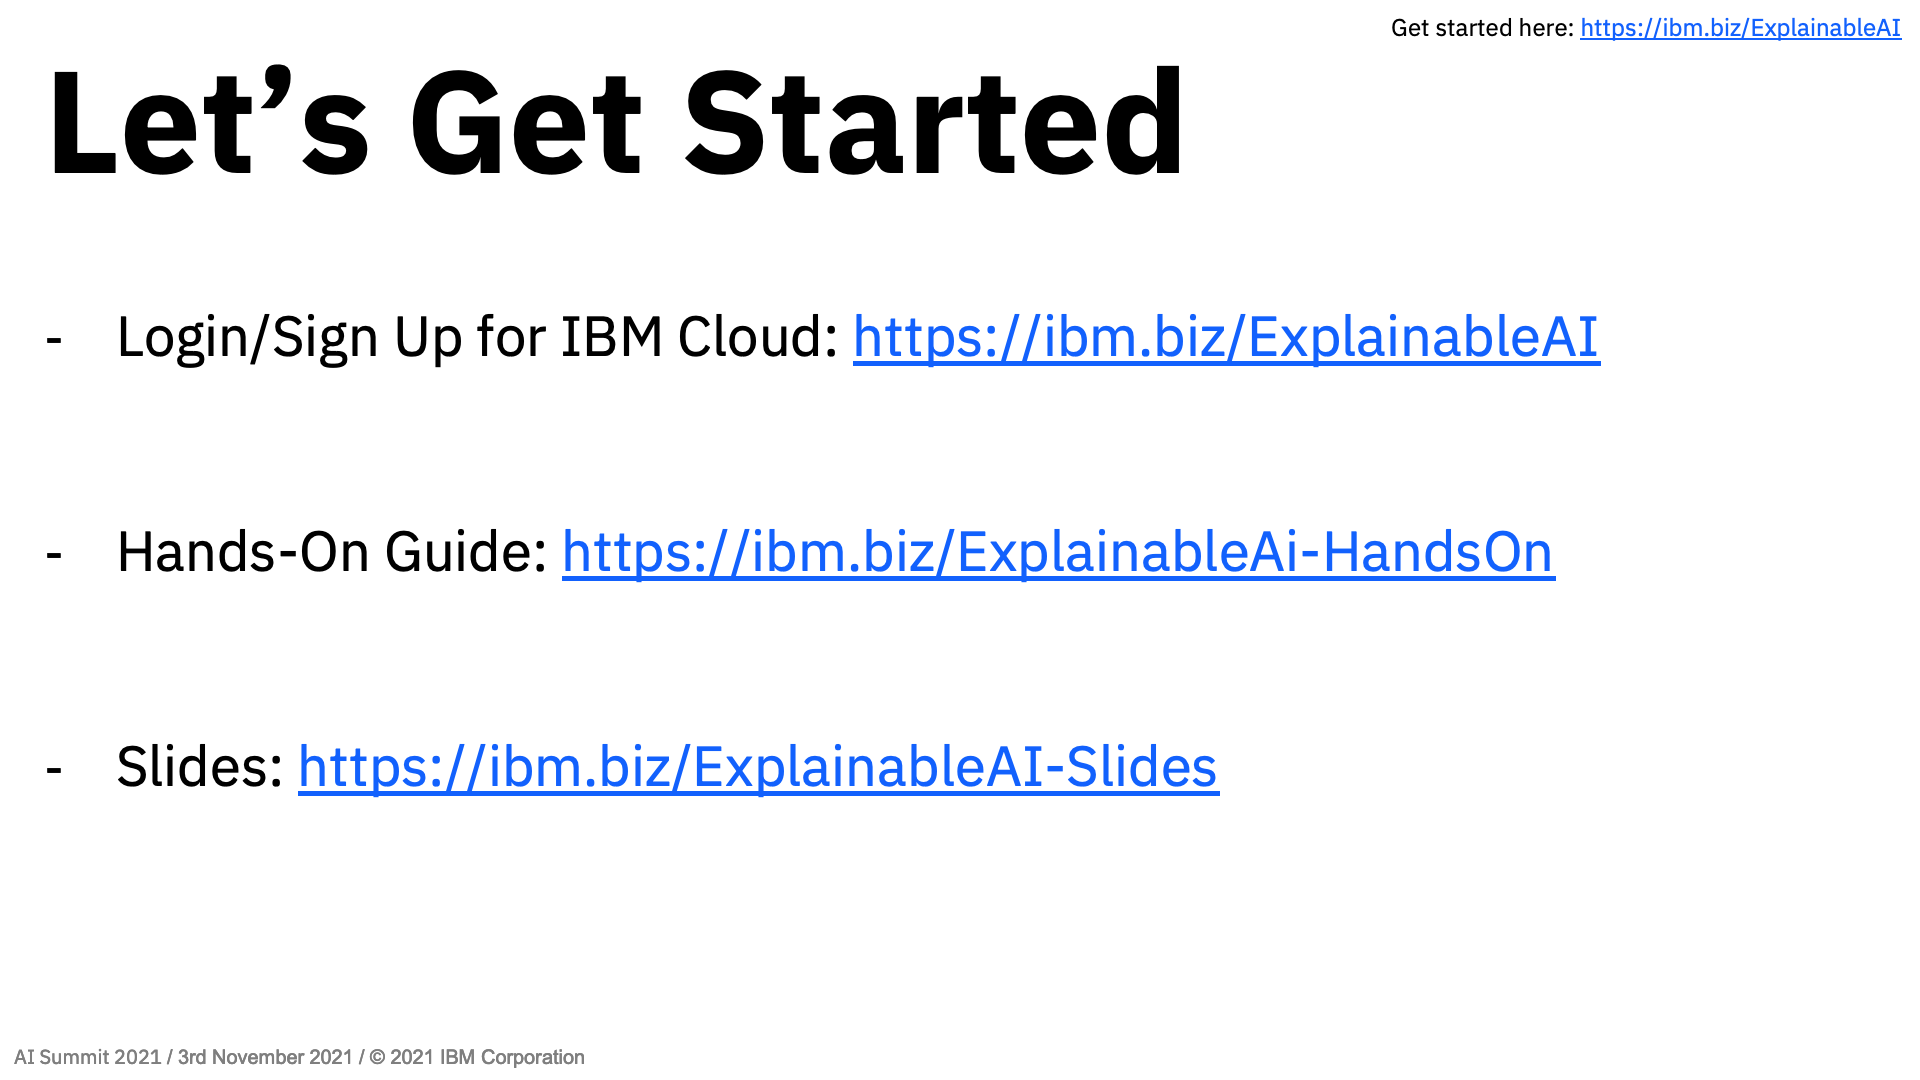 Get started here: https://ibm.biz/ExplainableAI
Let’s Get Started
- Login/Sign Up for IBM Cloud: https://ibm.biz/ExplainableAI
- Hands-On Guide: https://ibm.biz/ExplainableAi-HandsOn
- Slides: https://ibm.biz/ExplainableAI-Slides
AI Summit 2021 / 3rd November 2021 / © 2021 IBM Corporation